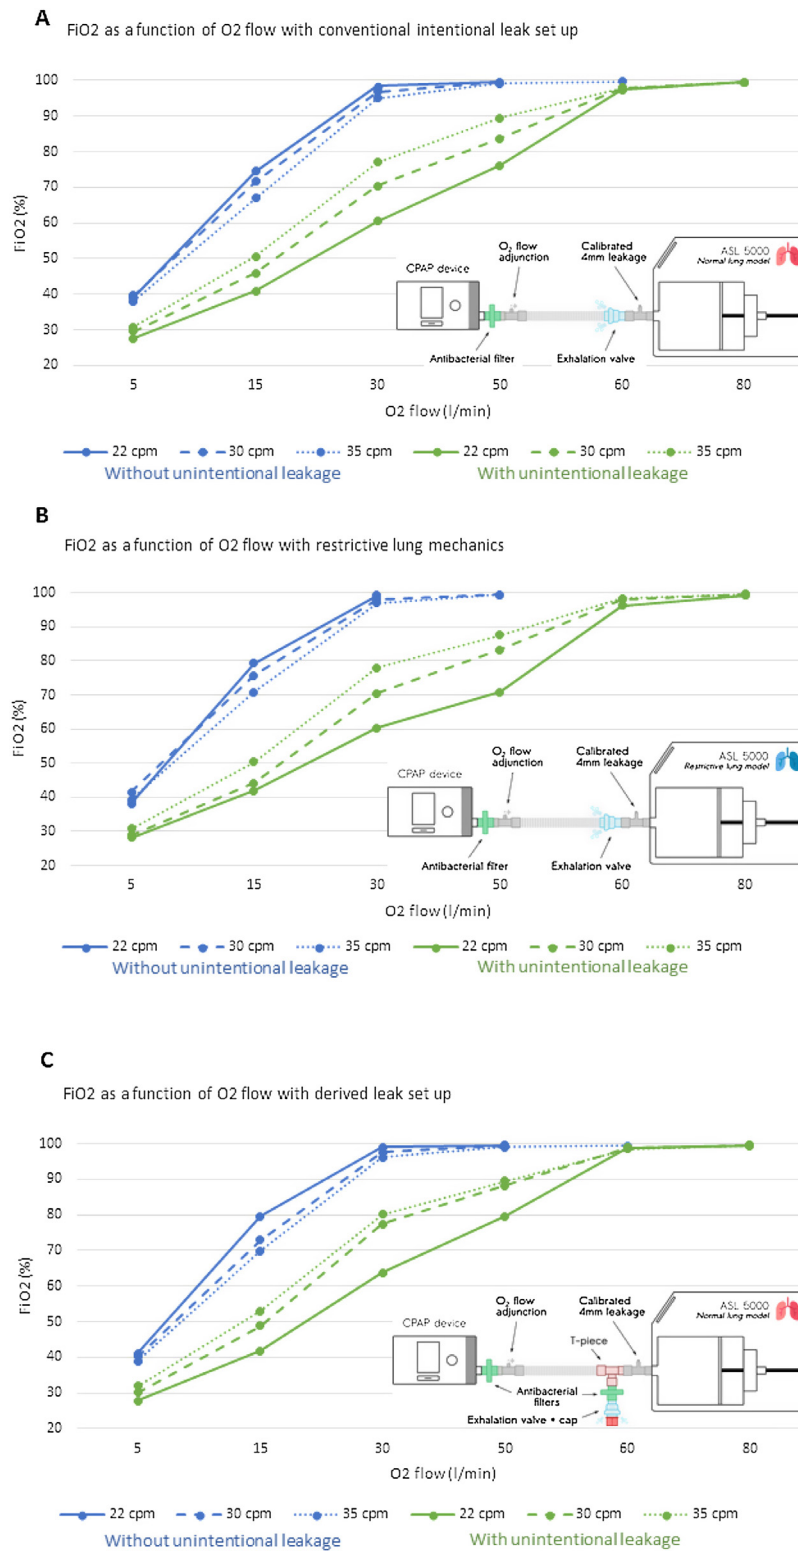 A
FiO2 as a function of O2 flow with conventional intentional leak set up
100
90
80
70
60
50
40
30
20
FiO2 (%)
5 15 30 50 60 80
O2 flow (l/min)
CPAP device
O2 flow adjunction
Calibrated 4mm leakage
ASL 5000
Normal lung model
Antibacterial filter
Exhalation valve
22 cpm 30 cpm 35 cpm 22 cpm 30 cpm 35 cpm
Without unintentional leakage With unintentional leakage
B
FiO2 as a function of O2 flow with restrictive lung mechanics
100
90
80
70
60
50
40
30
20
FiO2 (%)
5 15 30 50 60 80
O2 flow (l/min)
CPAP device
O2 flow adjunction
Calibrated 4mm leakage
ASL 5000
Restrictive lung model
Antibacterial filter
Exhalation valve
22 cpm 30 cpm 35 cpm 22 cpm 30 cpm 35 cpm
Without unintentional leakage With unintentional leakage
C
FiO2 as a function of O2 flow with derived leak set up
100
90
80
70
60
50
40
30
20
FiO2 (%)
5 15 30 50 60 80
O2 flow (l/min)
CPAP device
O2 flow adjunction
Calibrated 4mm leakage
T-piece
ASL 5000
Normal lung model
Antibacterial filters
Exhalation valve + cap
22 cpm 30 cpm 35 cpm 22 cpm 30 cpm 35 cpm
Without unintentional leakage With unintentional leakage